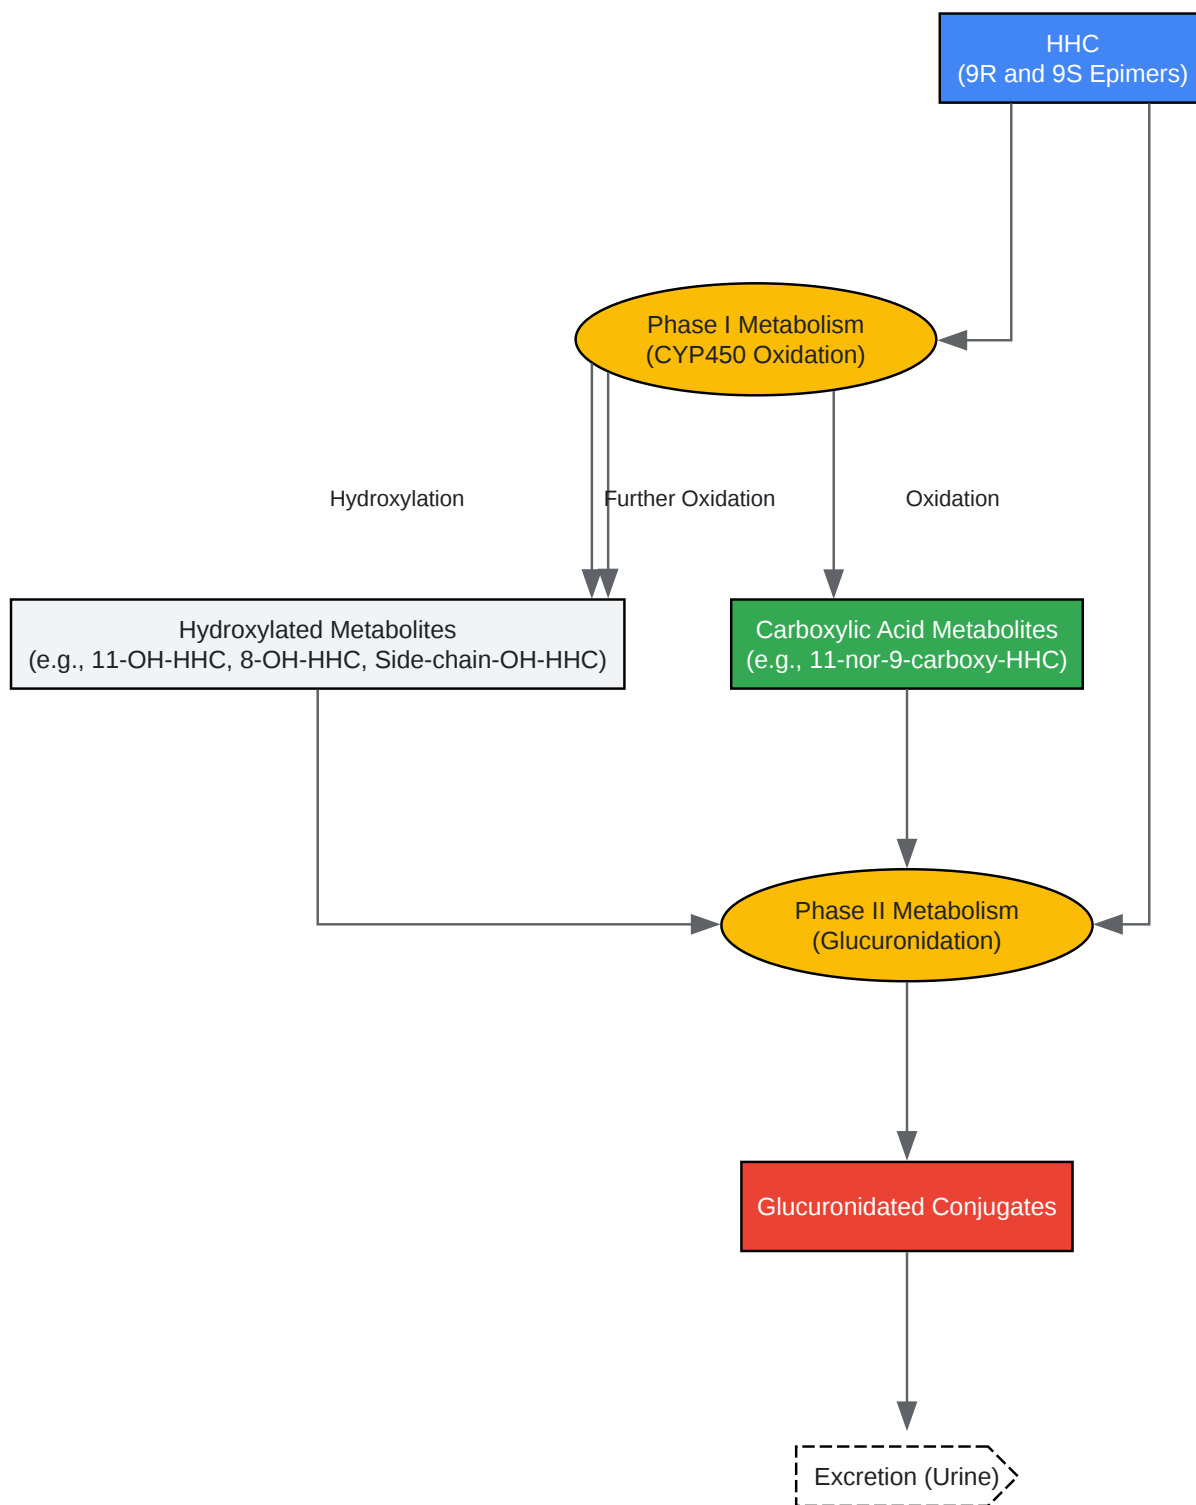 HHC
(9R and 9S Epimers)
Phase I Metabolism
(CYP450 Oxidation)
Hydroxylation
Further Oxidation
Oxidation
Hydroxylated Metabolites
(e.g., 11-OH-HHC, 8-OH-HHC, Side-chain-OH-HHC)
Carboxylic Acid Metabolites
(e.g., 11-nor-9-carboxy-HHC)
Phase II Metabolism
(Glucuronidation)
Glucuronidated Conjugates
Excretion (Urine)